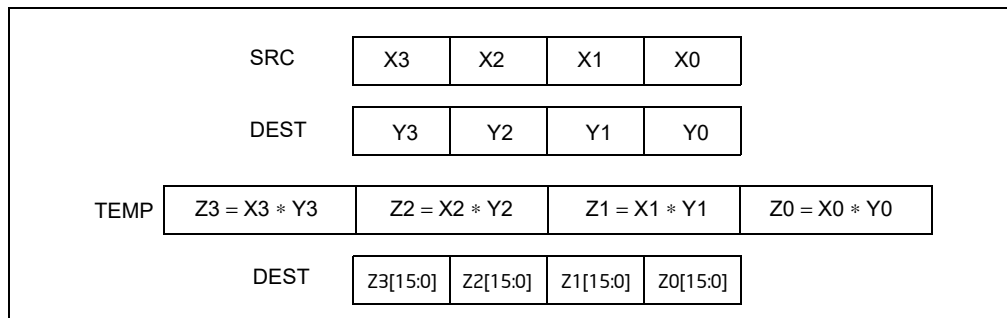 SRC X3 X2 X1 X0
DEST Y3 Y2 Y1 Y0
TEMP Z3 = X3 * Y3 Z2 = X2 * Y2 Z1 = X1 * Y1 Z0 = X0 * Y0
DEST Z3[15:0] Z2[15:0] Z1[15:0] Z0[15:0]